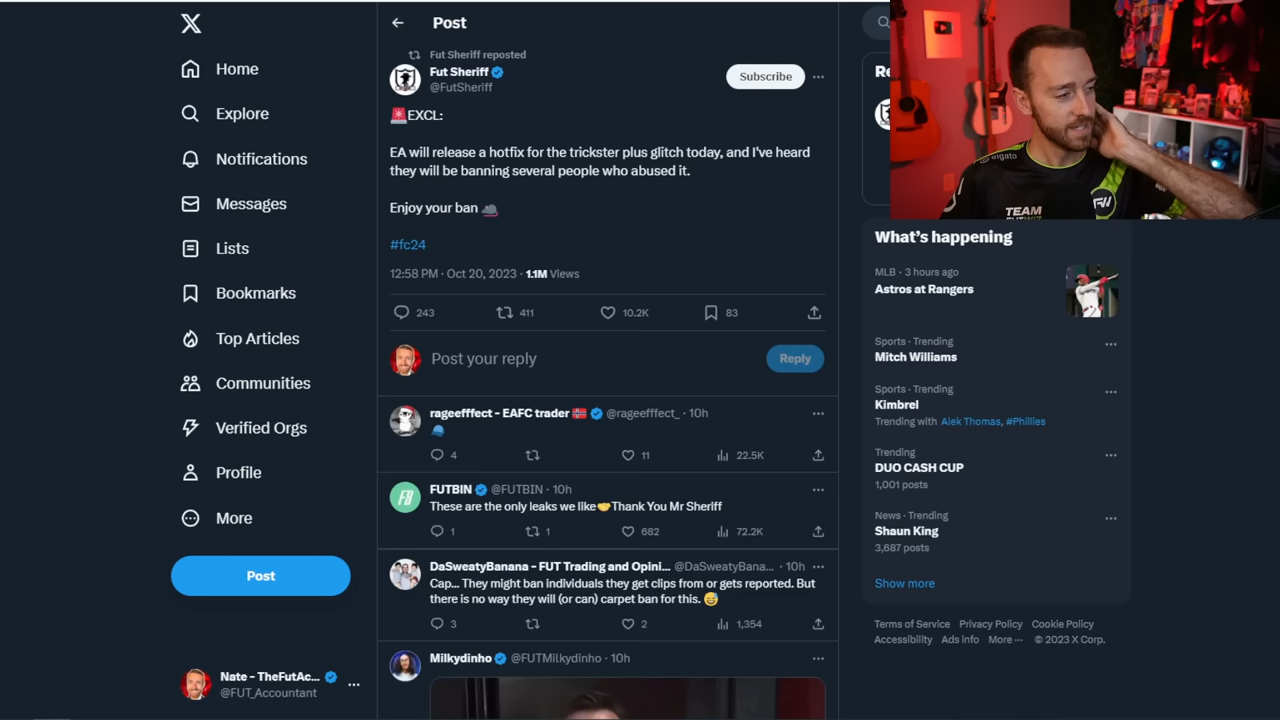 Home
Explore
Notifications
Messages
Lists
Bookmarks
Top Articles
Communities
Verified Orgs
Profile
More
Post
Nate - TheFutAc...
@FUT_Accountant
Post
Fut Sheriff reposted
Fut Sheriff
@FutSheriff
Subscribe
EXCL:
EA will release a hotfix for the trickster plus glitch today, and I've heard
they will be banning several people who abused it.
Enjoy your ban
#fc24
12:58 PM · Oct 20, 2023 · 1.1M Views
243 411 10.2K 83
Post your reply
Reply
rageefffect - EAFC trader @rageefffect_ · 10h
4 11 22.5K
FUTBIN @FUTBIN · 10h
These are the only leaks we like Thank You Mr Sheriff
1 1 682 72.2K
DaSweatyBanana - FUT Trading and Opini... @DaSweatyBana... · 10h
Cap... They might ban individuals they get clips from or gets reported. But
there is no way they will (or can) carpet ban for this.
3 2 1,354
Milkydinho @FUTMilkydinho · 10h
Re
elgato
TEAM
FW
What's happening
MLB · 3 hours ago
Astros at Rangers
Sports · Trending
Mitch Williams
Sports · Trending
Kimbrel
Trending with Alek Thomas, #Phillies
Trending
DUO CASH CUP
1,001 posts
News · Trending
Shaun King
3,687 posts
Show more
Terms of Service Privacy Policy Cookie Policy
Accessibility Ads info More ··· © 2023 X Corp.